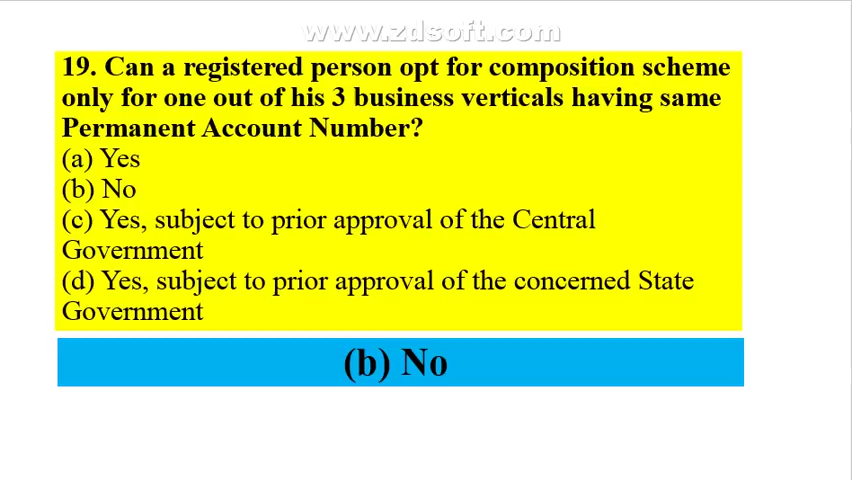 www.zdsoft.com
19. Can a registered person opt for composition scheme
only for one out of his 3 business verticals having same
Permanent Account Number?
(a) Yes
(b) No
(c) Yes, subject to prior approval of the Central
Government
(d) Yes, subject to prior approval of the concerned State
Government
(b) No